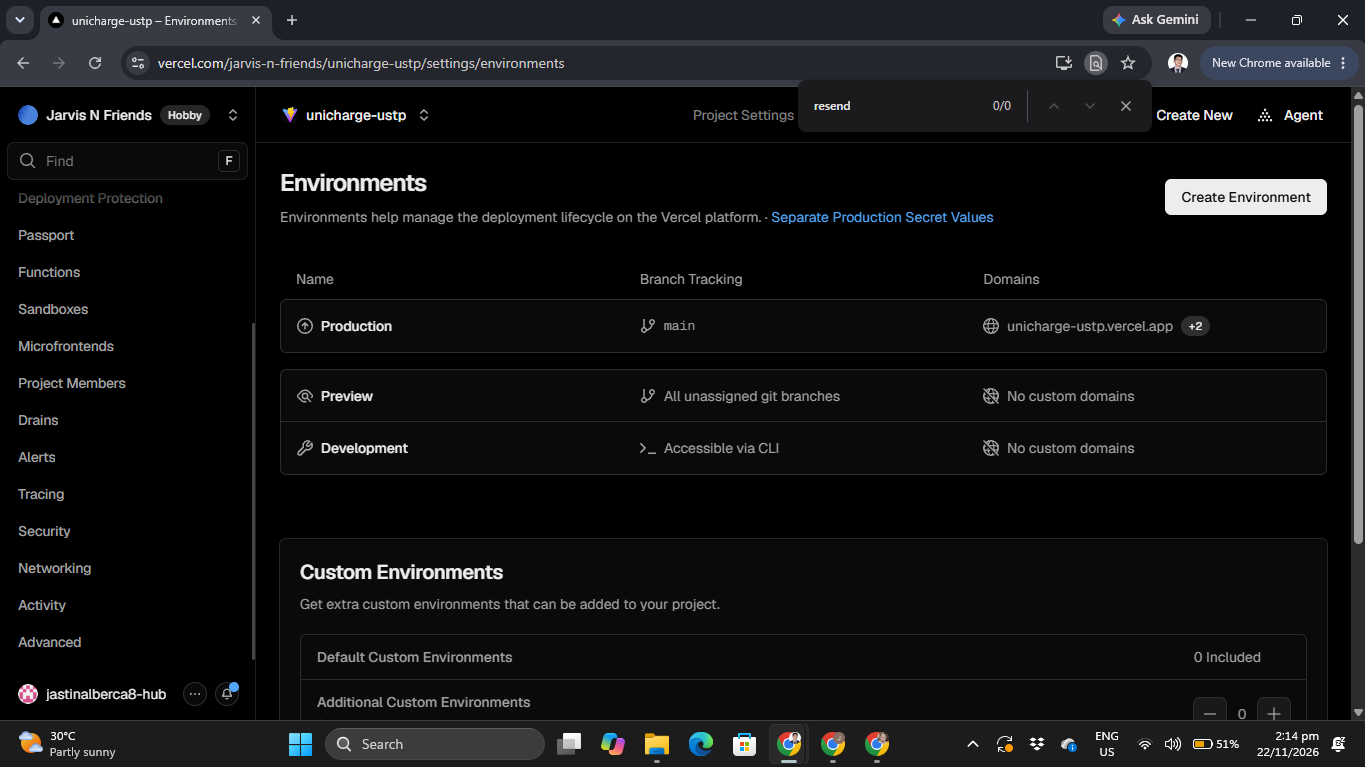 unicharge-ustp – Environments
Ask Gemini
vercel.com/jarvis-n-friends/unicharge-ustp/settings/environments
New Chrome available
resend
0/0
Jarvis N Friends Hobby
unicharge-ustp
Project Settings
Create New
Agent
Find F
Deployment Protection
Passport
Functions
Sandboxes
Microfrontends
Project Members
Drains
Alerts
Tracing
Security
Networking
Activity
Advanced
jastinalberca8-hub
Environments
Environments help manage the deployment lifecycle on the Vercel platform. · Separate Production Secret Values
Create Environment
Name Branch Tracking Domains
Production main unicharge-ustp.vercel.app +2
Preview All unassigned git branches No custom domains
Development Accessible via CLI No custom domains
Custom Environments
Get extra custom environments that can be added to your project.
Default Custom Environments 0 Included
Additional Custom Environments 0
30°C
Partly sunny
Search
ENG
US
51%
2:14 pm
22/11/2026